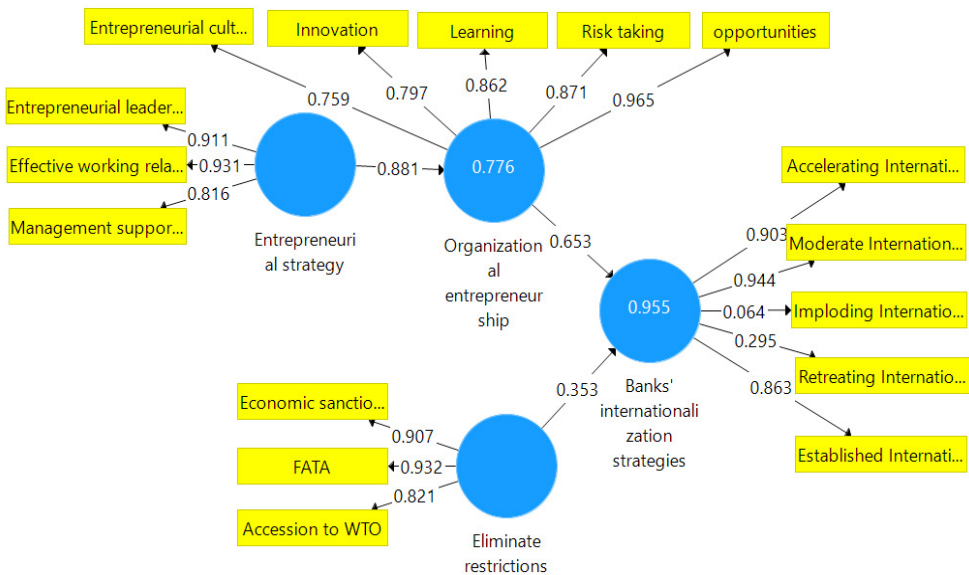 Entrepreneurial cult...
Innovation
Learning
Risk taking
opportunities
0.759
0.797
0.862
0.871
0.965
Entrepreneurial leader...
Effective working rela...
Management suppor...
0.911
0.931
0.816
0.881
0.776
Entrepreneuri
al strategy
Organization
al
entrepreneur
ship
0.653
Accelerating Internati...
Moderate Internation...
Imploding Internatio...
Retreating Internatio...
Established Internati...
0.903
0.944
0.064
0.295
0.863
0.955
Banks'
internationali
zation
strategies
0.353
Economic sanctio...
FATA
Accession to WTO
0.907
0.932
0.821
Eliminate
restrictions